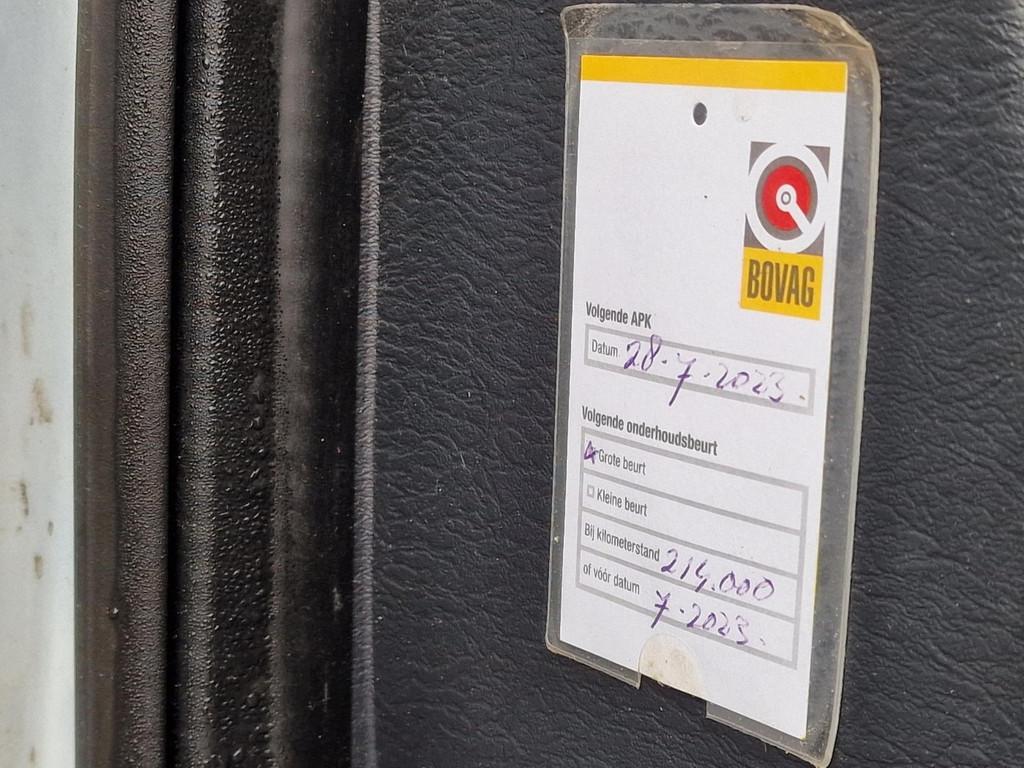 BOVAG
Volgende APK
Datum 28-7-2023.
Volgende onderhoudsbeurt
Grote beurt
Kleine beurt
Bij kilometerstand 214.000
of vóór datum 7-2023.